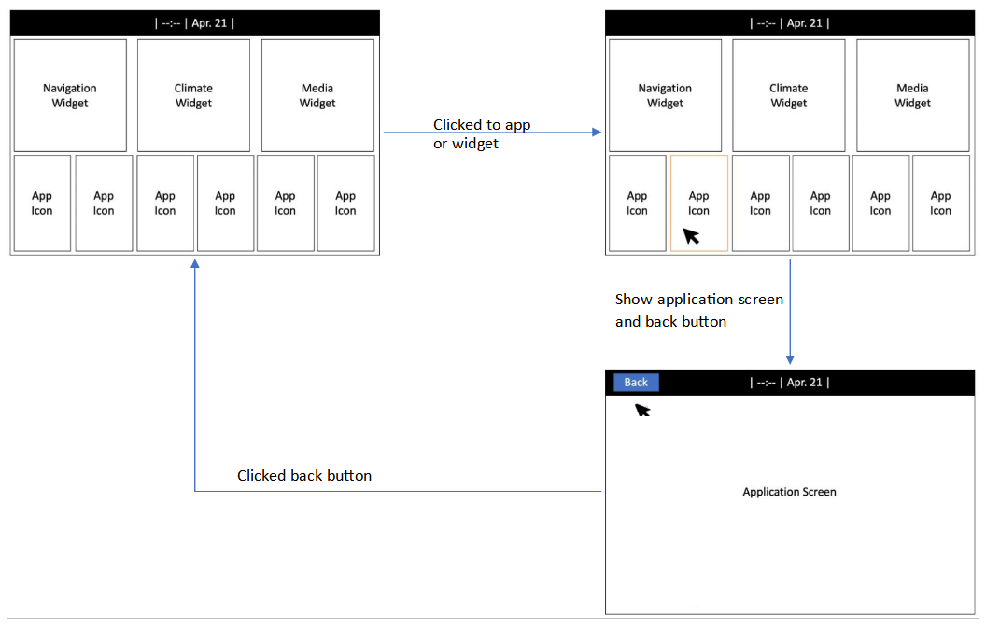 | --:-- | Apr. 21 |
Navigation
Widget
Climate
Widget
Media
Widget
App
Icon
App
Icon
App
Icon
App
Icon
App
Icon
App
Icon
Clicked to app
or widget
| --:-- | Apr. 21 |
Navigation
Widget
Climate
Widget
Media
Widget
App
Icon
App
Icon
App
Icon
App
Icon
App
Icon
App
Icon
Show application screen
and back button
Back
| --:-- | Apr. 21 |
Application Screen
Clicked back button